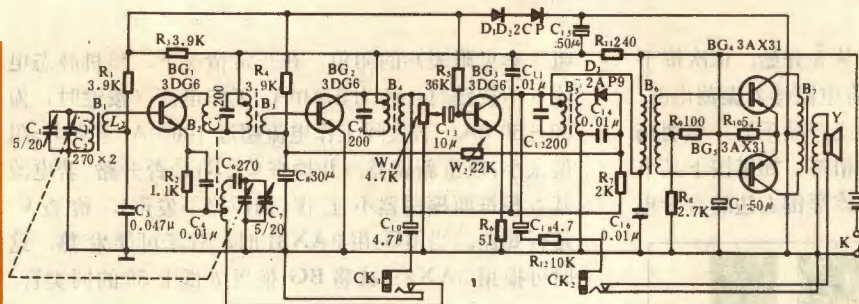 R₃3.9K
D₁D₂2CP
C₁₅
50μ
R₁₁240
BG₄3AX31
R₁
3.9K
BG₁
3DG6
C₅200
B₃
R₄
3.9K
BG₂
3DG6
B₄
R₅
36K
BG₃
3DG6
C₁₁
.01μ
B₅
D₃
2AP9
B₆
B₇
Y
B₁
L₂
B₂
C₁
5/20
C₂
270×2
C₉
200
W₁
4.7K
C₁₃
10μ
W₂22K
C₁₂200
C₁₄
0.01μ
R₉100
R₁₀5.1
BG₅3AX31
R₂
1.1K
C₆270
C₇
5/20
C₈30μ
R₇
2K
C₃
0.047μ
C₄
0.01μ
C₁₀
4.7μ
R₆
51
C₁₈4.7
R₁₂10K
C₁₆
0.01μ
R₈
2.7K
C₁₇50μ
K
CK₁
CK₂